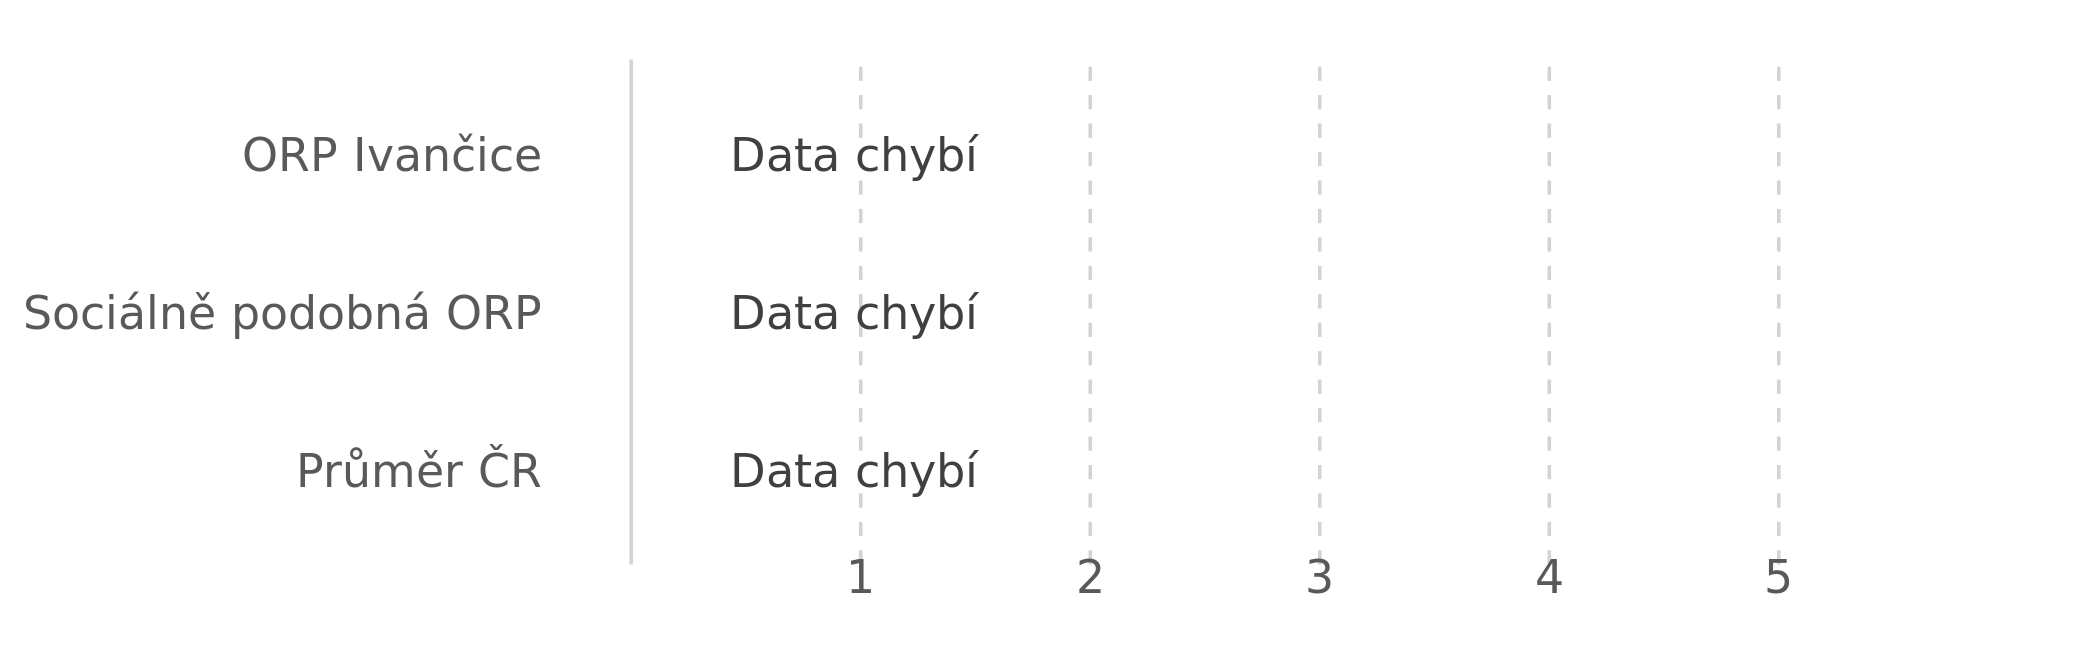 ORP Ivančice Data chybí
Sociálně podobná ORP Data chybí
Průměr ČR Data chybí
1 2 3 4 5